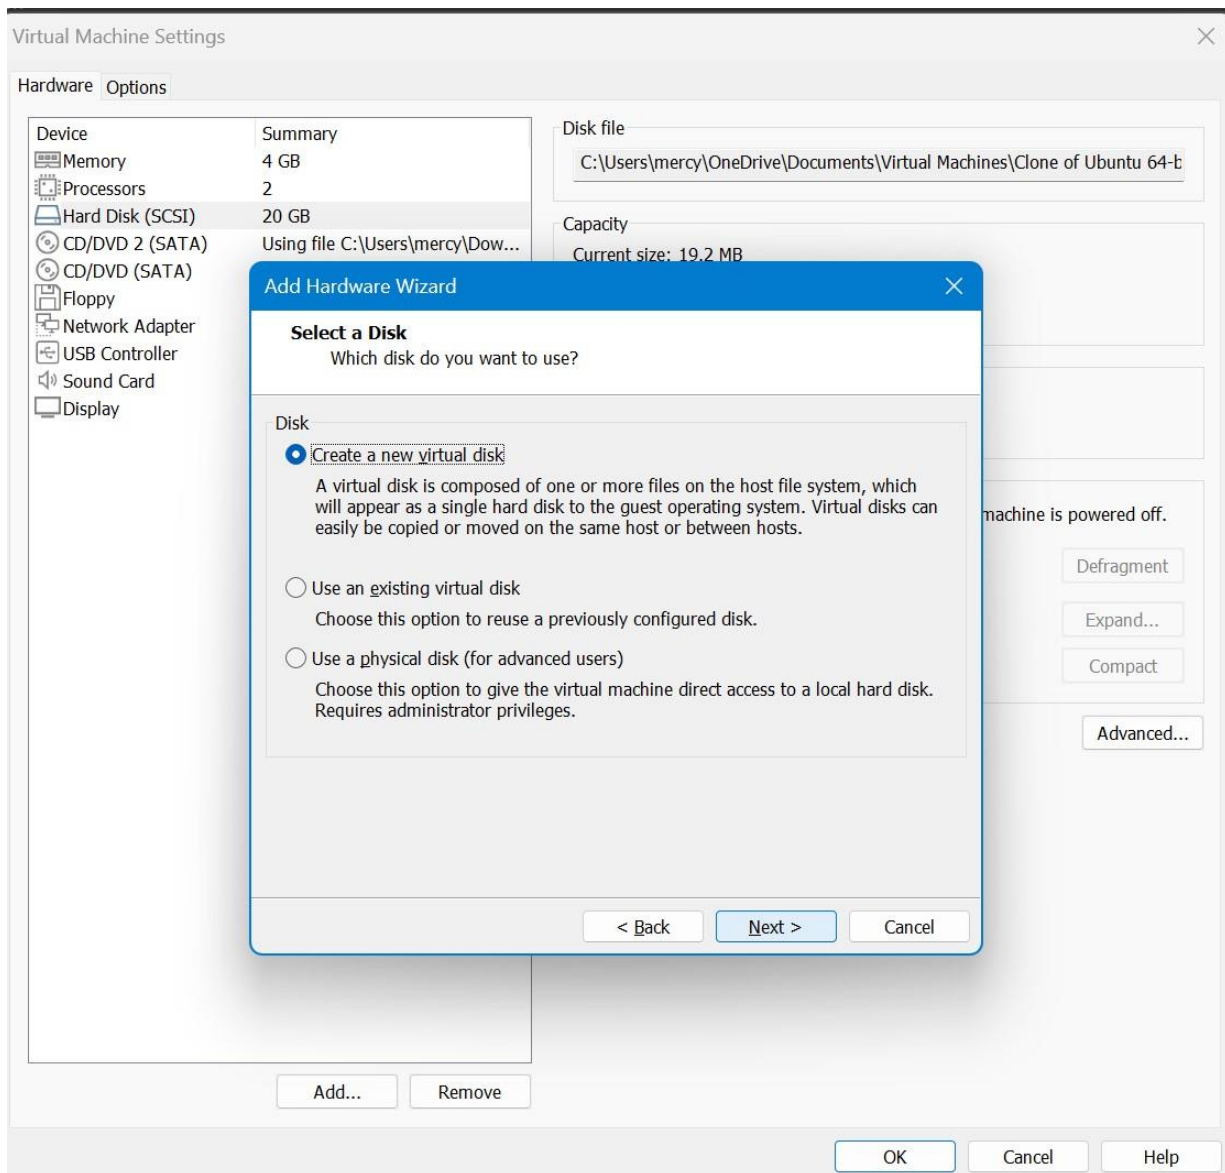 Virtual Machine Settings
Hardware Options
Device Summary
Memory 4 GB
Processors 2
Hard Disk (SCSI) 20 GB
CD/DVD 2 (SATA) Using file C:\Users\mercy\Dow...
CD/DVD (SATA)
Floppy
Network Adapter
USB Controller
Sound Card
Display
Disk file
C:\Users\mercy\OneDrive\Documents\Virtual Machines\Clone of Ubuntu 64-b
Capacity
Current size: 19.2 MB
Add Hardware Wizard
Select a Disk
Which disk do you want to use?
Disk
Create a new virtual disk
A virtual disk is composed of one or more files on the host file system, which
will appear as a single hard disk to the guest operating system. Virtual disks can
easily be copied or moved on the same host or between hosts.
Use an existing virtual disk
Choose this option to reuse a previously configured disk.
Use a physical disk (for advanced users)
Choose this option to give the virtual machine direct access to a local hard disk.
Requires administrator privileges.
< Back Next > Cancel
machine is powered off.
Defragment
Expand...
Compact
Advanced...
Add... Remove
OK Cancel Help